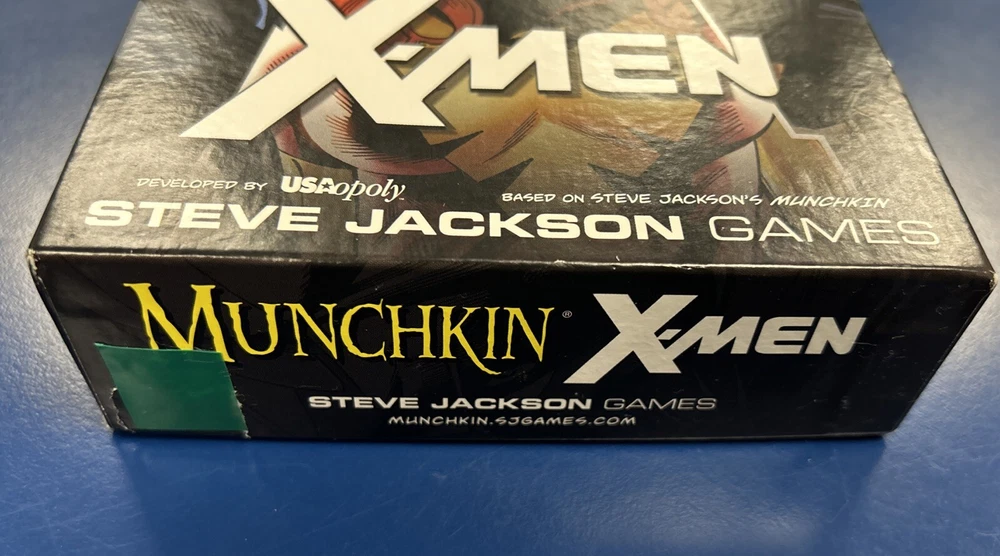 X-MEN
DEVELOPED BY USAopoly™
BASED ON STEVE JACKSON'S MUNCHKIN
STEVE JACKSON GAMES
MUNCHKIN® X-MEN
STEVE JACKSON GAMES
MUNCHKIN.SJGAMES.COM